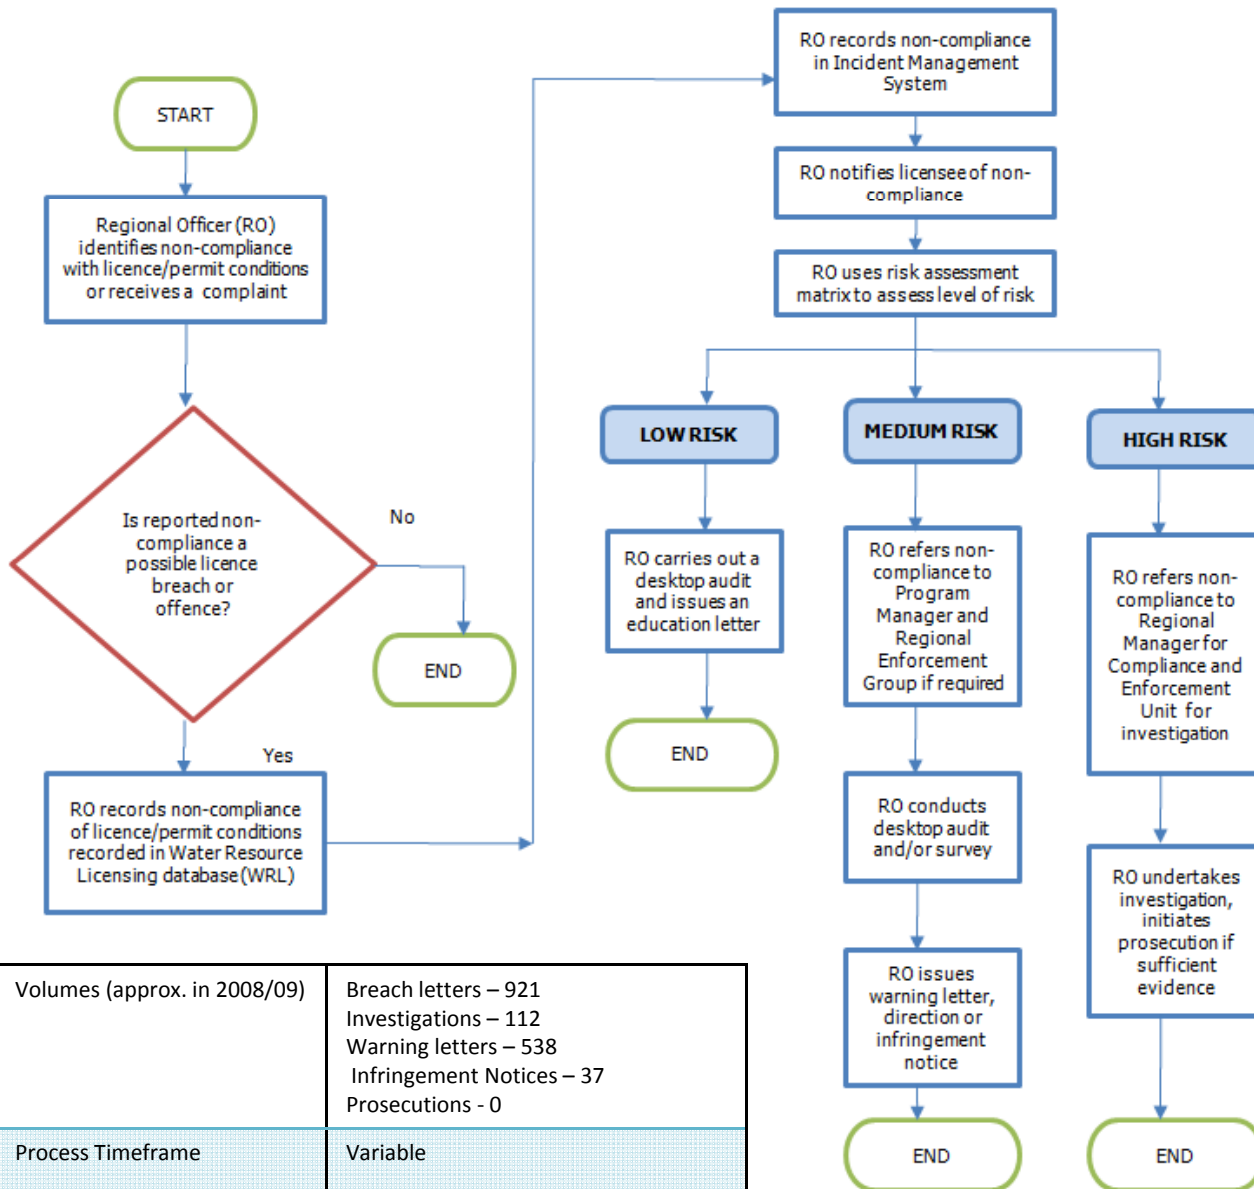 START
Regional Officer (RO)
identifies non-compliance
with licence/permit conditions
or receives a complaint
Is reported non-
compliance a
possible licence
breach or
offence?
No
END
Yes
RO records non-compliance
of licence/permit conditions
recorded in Water Resource
Licensing database (WRL)
RO records non-compliance
in Incident Management
System
RO notifies licensee of non-
compliance
RO uses risk assessment
matrix to assess level of risk
LOW RISK
RO carries out a
desktop audit
and issues an
education letter
END
MEDIUM RISK
RO refers non-
compliance to
Program
Manager and
Regional
Enforcement
Group if required
RO conducts
desktop audit
and/or survey
RO issues
warning letter,
direction or
infringement
notice
END
HIGH RISK
RO refers non-
compliance to
Regional
Manager for
Compliance and
Enforcement
Unit for
investigation
RO undertakes
investigation,
initiates
prosecution if
sufficient
evidence
END
Volumes (approx. in 2008/09)
Breach letters – 921
Investigations – 112
Warning letters – 538
Infringement Notices – 37
Prosecutions - 0
Process Timeframe
Variable